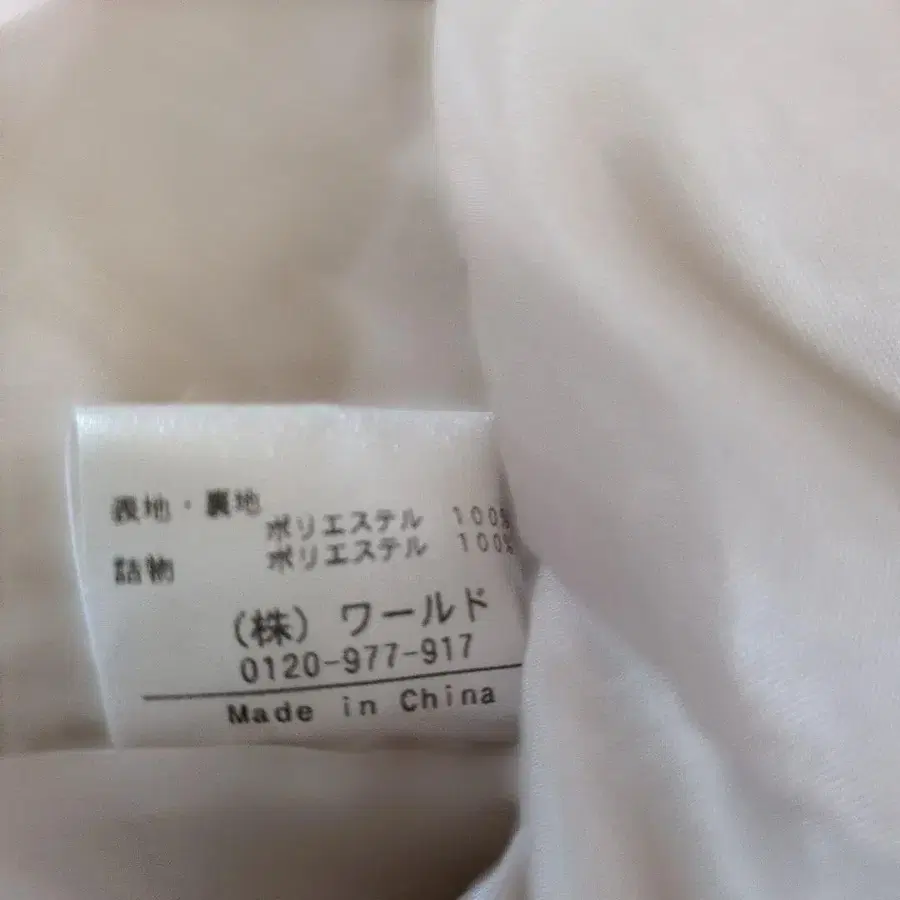 表地・裏地
ポリエステル 100%
詰物 ポリエステル 100%
(株) ワールド
0120-977-917
Made in China